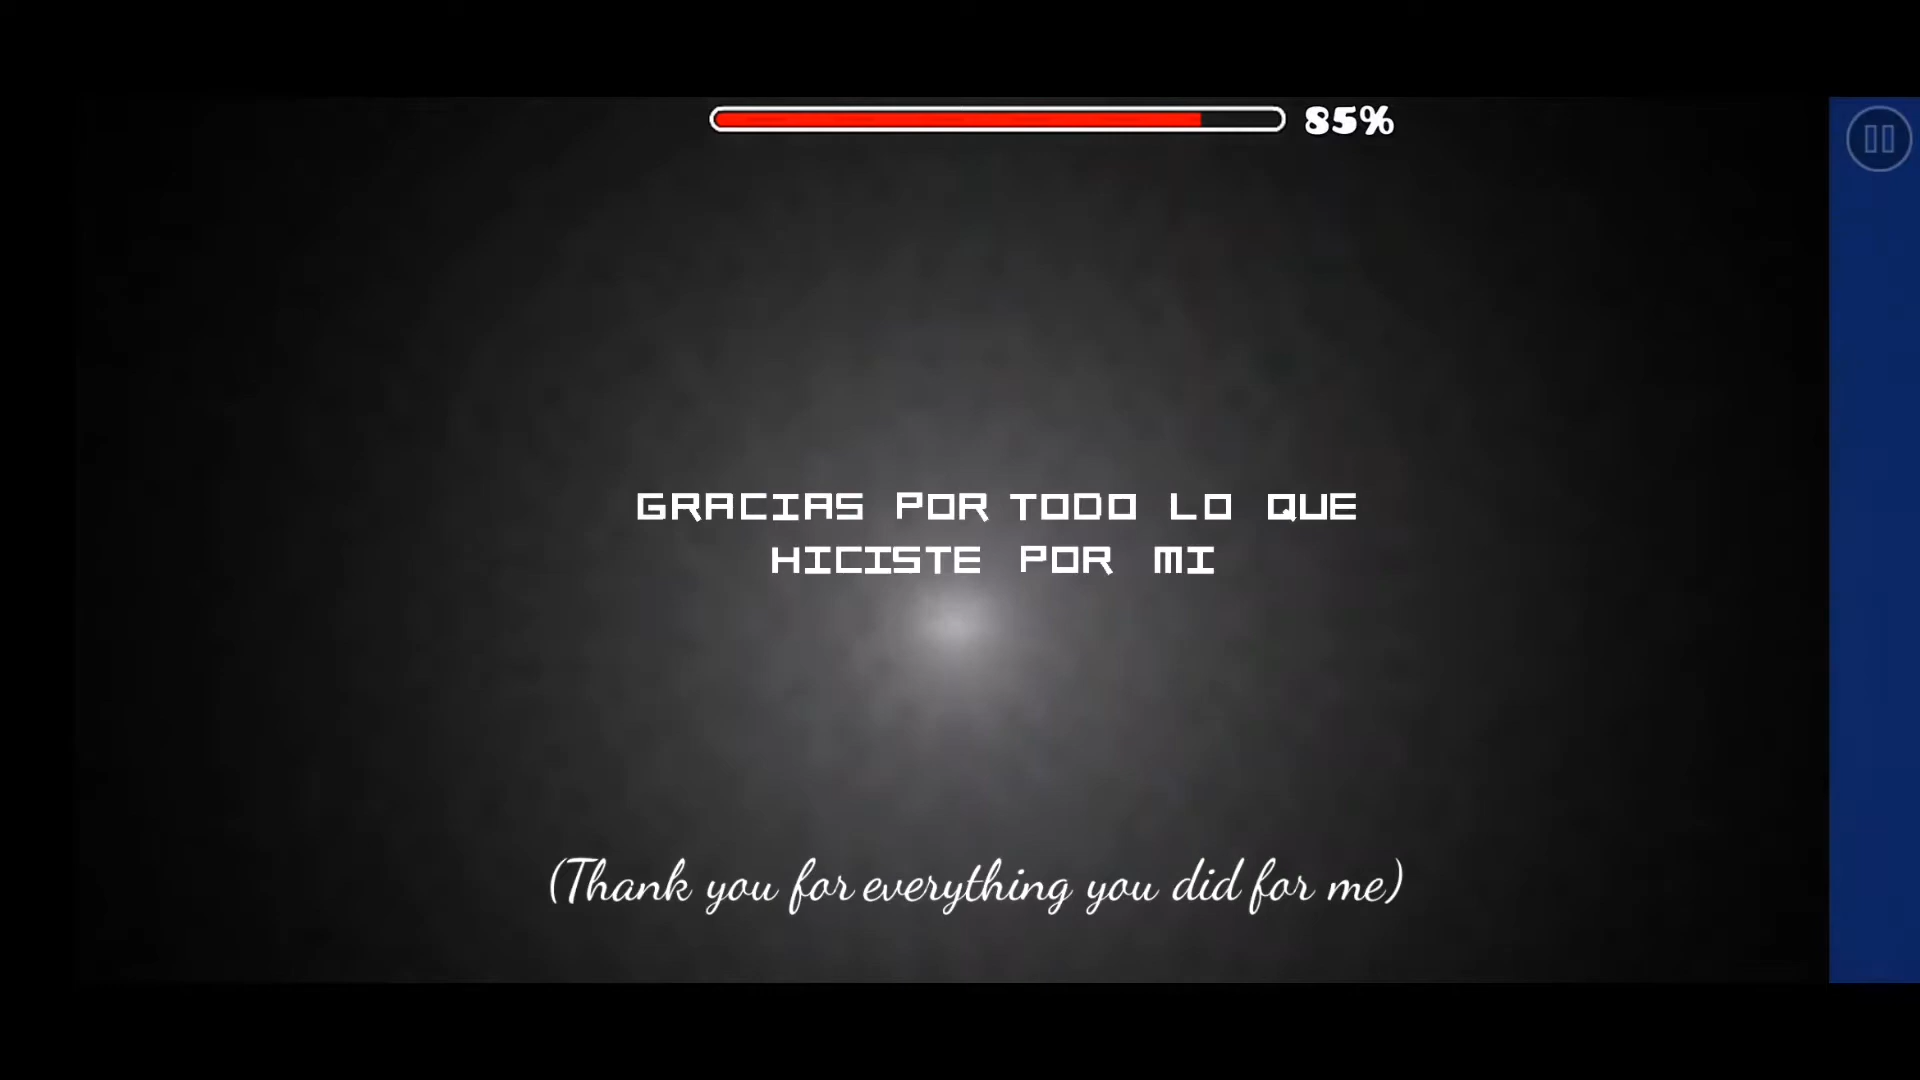 85%
GRACIAS POR TODO LO QUE
HICISTE POR MI
(Thank you for everything you did for me)